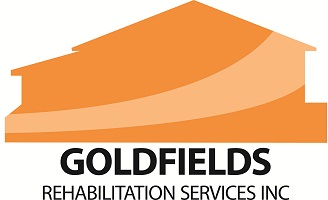 GOLDFIELDS
REHABILITATION SERVICES INC